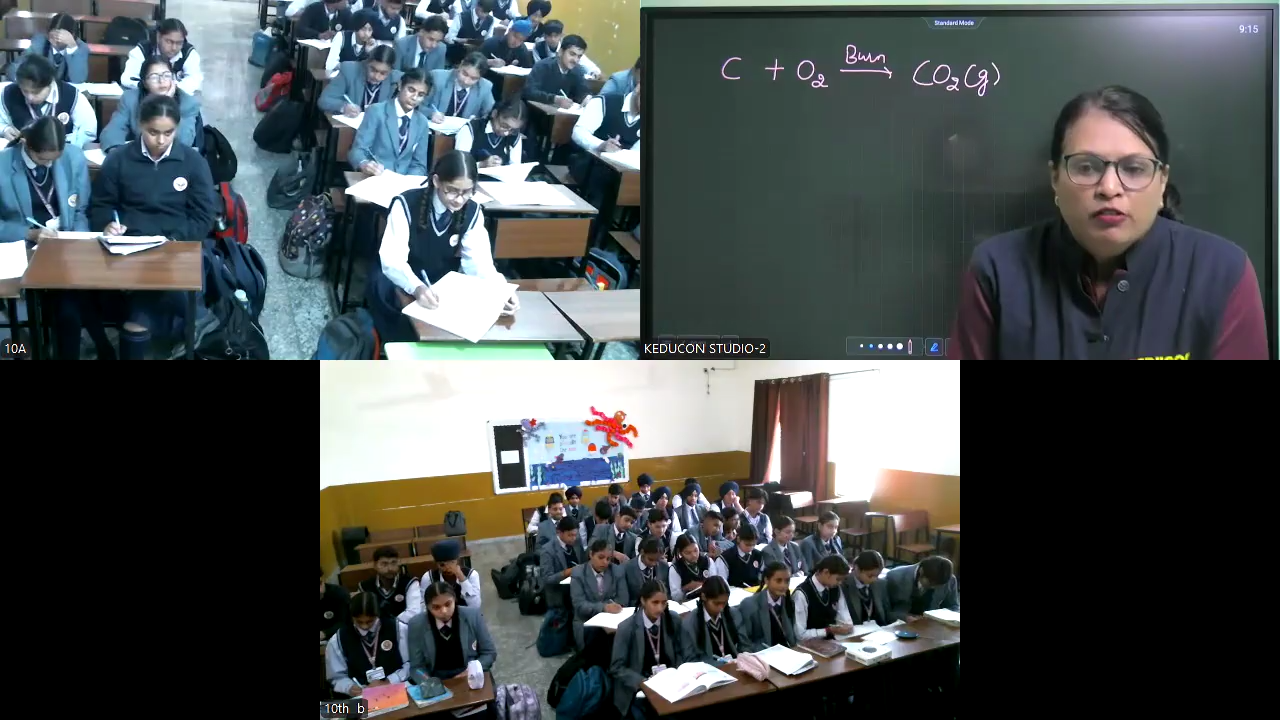 Standard Mode
9:15
C + O₂ Burn → CO₂(g)
10A
KEDUCON STUDIO-2
10th b